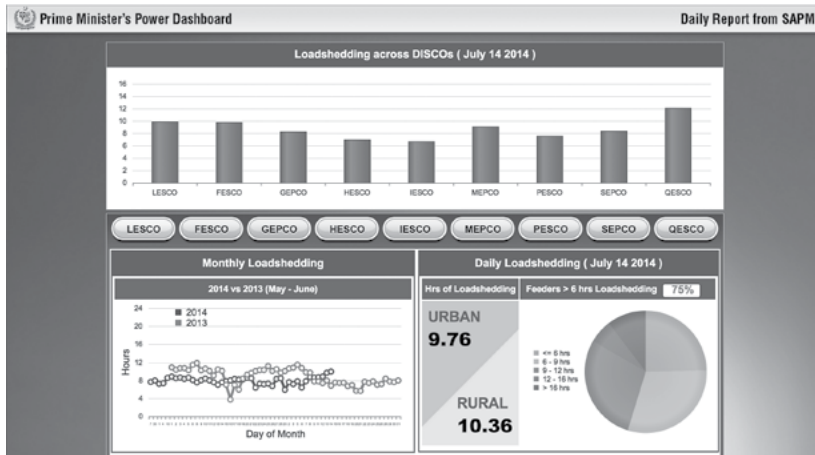 Prime Minister's Power Dashboard
Daily Report from SAPM
Loadshedding across DISCOs ( July 14 2014 )
16
14
12
10
8
6
4
2
0
LESCO FESCO GEPCO HESCO IESCO MEPCO PESCO SEPCO QESCO
LESCO FESCO GEPCO HESCO IESCO MEPCO PESCO SEPCO QESCO
Monthly Loadshedding
2014 vs 2013 (May - June)
24
20
16
12
8
4
0
Hours
2014
2013
Day of Month
Daily Loadshedding ( July 14 2014 )
Hrs of Loadshedding
Feeders > 6 hrs Loadshedding 75%
URBAN
9.76
RURAL
10.36
<= 6 hrs
6 - 9 hrs
9 - 12 hrs
12 - 16 hrs
> 16 hrs